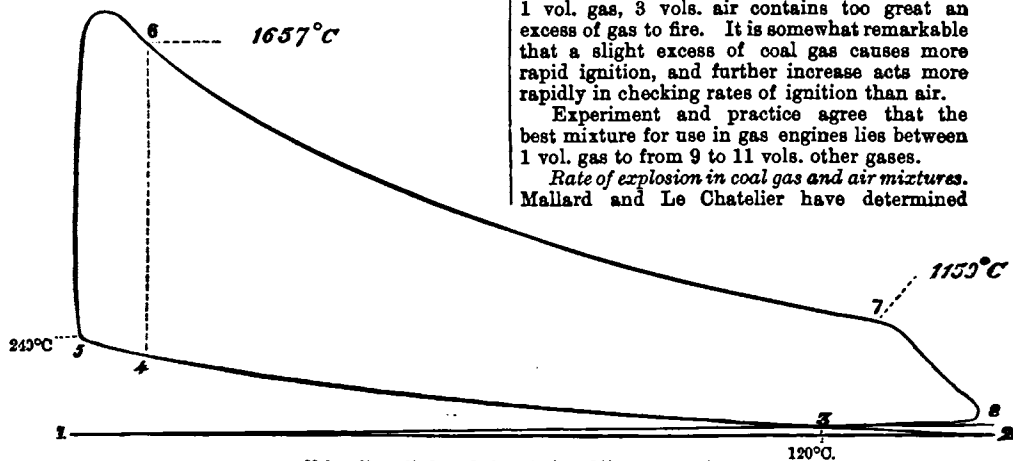 1 vol. gas, 3 vols. air contains too great an
excess of gas to fire. It is somewhat remarkable
that a slight excess of coal gas causes more
rapid ignition, and further increase acts more
rapidly in checking rates of ignition than air.
Experiment and practice agree that the
best mixture for use in gas engines lies between
1 vol. gas to from 9 to 11 vols. other gases.
Rate of explosion in coal gas and air mixtures.
Mallard and Le Chatelier have determined
6
1657°C
1150°C
7
240°C
5
4
8
3
1.
2
120°C.